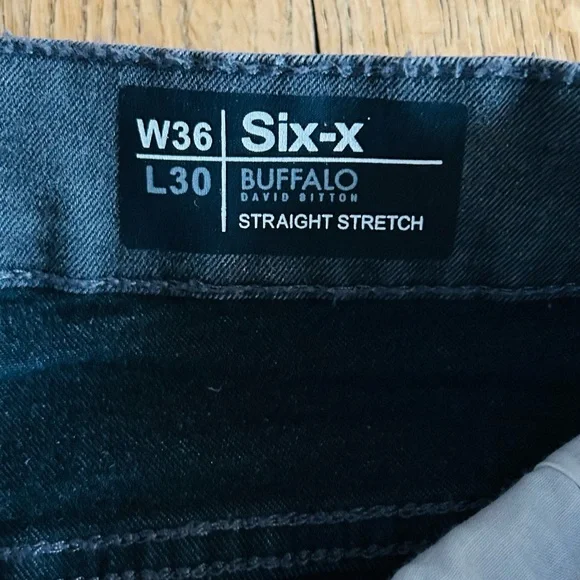 W36 Six-x
L30 BUFFALO
DAVID BITTON
STRAIGHT STRETCH